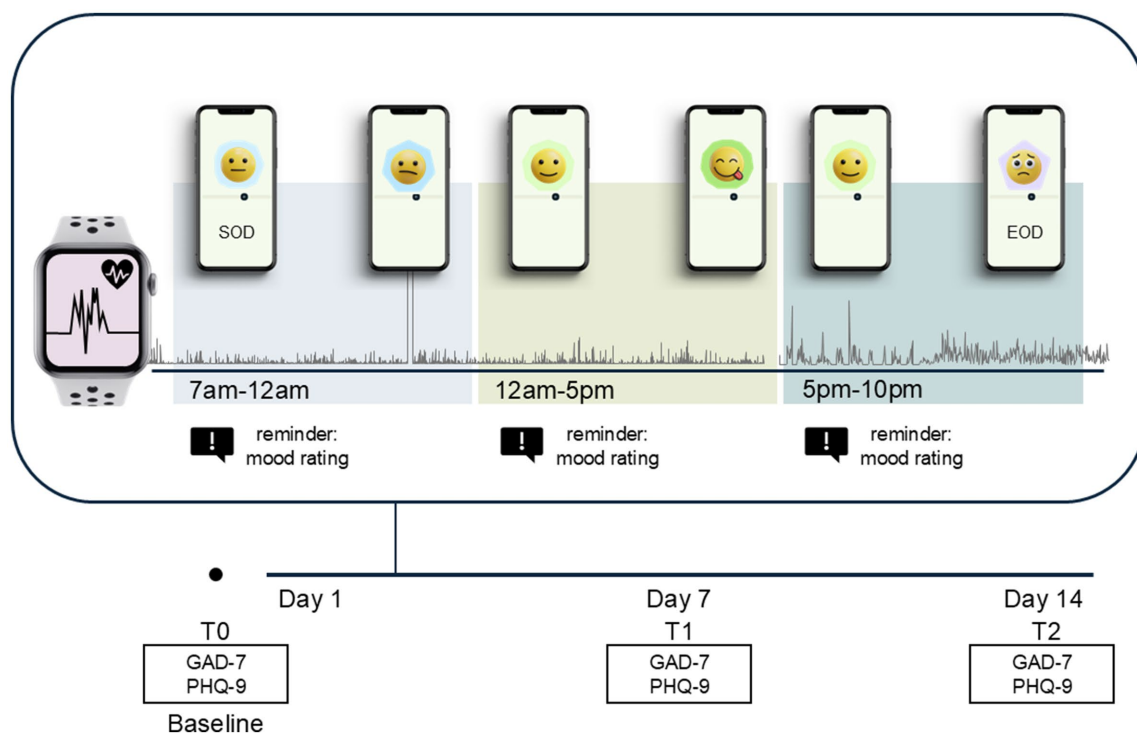 SOD
EOD
7am-12am
12am-5pm
5pm-10pm
reminder:
mood rating
reminder:
mood rating
reminder:
mood rating
Day 1
Day 7
Day 14
T0
T1
T2
GAD-7
PHQ-9
GAD-7
PHQ-9
GAD-7
PHQ-9
Baseline